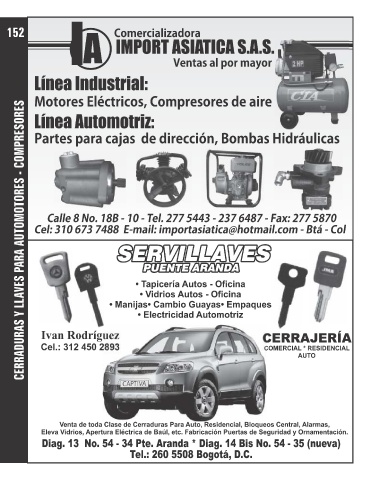 152
CERRADURAS Y LLAVES PARA AUTOMOTORES - COMPRESORES
IA
Comercializadora
IMPORT ASIATICA S.A.S.
Ventas al por mayor
Línea Industrial:
Motores Eléctricos, Compresores de aire
Línea Automotriz:
Partes para cajas de dirección, Bombas Hidráulicas
2 HP
CIA
Calle 8 No. 18B - 10 - Tel. 277 5443 - 237 6487 - Fax: 277 5870
Cel: 310 673 7488 E-mail: importasiatica@hotmail.com - Btá - Col
SERVILLAVES
PUENTE ARANDA
• Tapicería Autos - Oficina
• Vidrios Autos - Oficina
• Manijas• Cambio Guayas• Empaques
• Electricidad Automotriz
Ivan Rodríguez
Cel.: 312 450 2893
CERRAJERÍA
COMERCIAL * RESIDENCIAL
AUTO
CAPTIVA
Venta de toda Clase de Cerraduras Para Auto, Residencial, Bloqueos Central, Alarmas,
Eleva Vidrios, Apertura Eléctrica de Baúl, etc. Fabricación Puertas de Seguridad y Ornamentación.
Diag. 13 No. 54 - 34 Pte. Aranda * Diag. 14 Bis No. 54 - 35 (nueva)
Tel.: 260 5508 Bogotá, D.C.